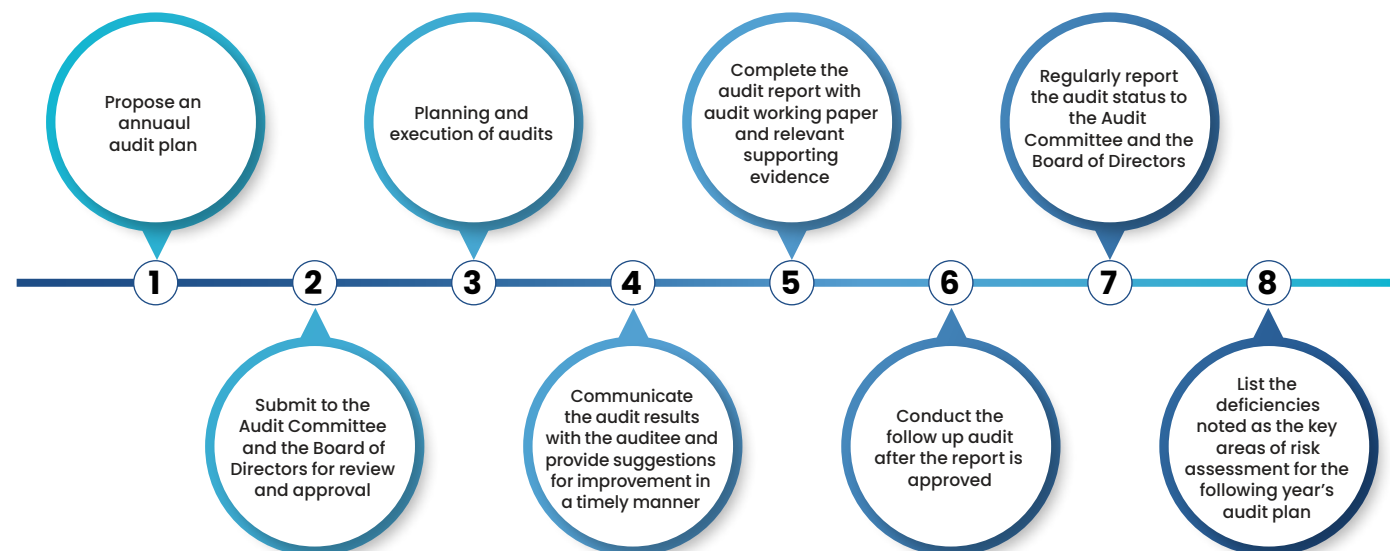 1
Propose an
annuaul
audit plan
2
Submit to the
Audit Committee
and the Board of
Directors for review
and approval
3
Planning and
execution of audits
4
Communicate
the audit results
with the auditee and
provide suggestions
for improvement in
a timely manner
5
Complete the
audit report with
audit working paper
and relevant
supporting
evidence
6
Conduct the
follow up audit
after the report is
approved
7
Regularly report
the audit status to
the Audit
Committee and the
Board of Directors
8
List the
deficiencies
noted as the key
areas of risk
assessment for the
following year’s
audit plan